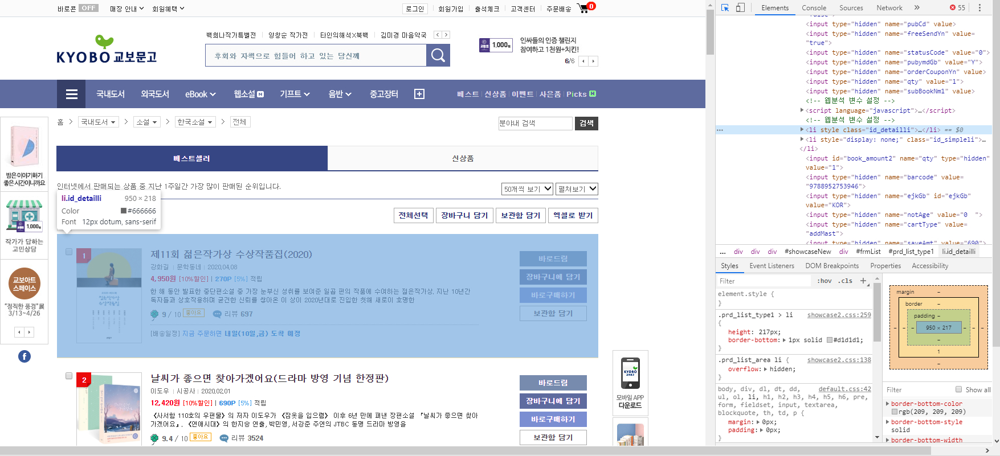 바로콘 OFF 매장 안내 회원혜택
로그인 회원가입 출석체크 고객센터 주문배송 0
KYOBO 교보문고
백희나작가특별전 양창순 작가전 타인의해석X북백 김미경 마음약국
후회와 자책으로 힘들어 하고 있는 당신께
1,000원
인싸들의 인증 챌린지
참여하고 1천원+치킨!
6/6
국내도서 외국도서 eBook 웹소설 N 기프트 음반 중고장터
베스트 신상품 이벤트 사은품 Picks N
홈 국내도서 소설 한국소설 전체
분야내 검색 검색
밤은 이야기하기
좋은 시간이니까요
1,000원
작가가 답하는
고민상담
교보아트
스페이스
"정직한 풍경"展
3/13~4/26
f
베스트셀러 신상품
인터넷에서 판매되는 상품 중 지난 1주일간 가장 많이 판매된 순위입니다.
50개씩 보기 펼쳐보기
li.id_detailli 950 × 218
Color #666666
Font 12px dotum, sans-serif
전체선택 장바구니 담기 보관함 담기 엑셀로 받기
1
제11회 젊은작가상 수상작품집(2020)
강화길 | 문학동네 | 2020,04,08
4,950원 [10%할인] | 270P [5%] 적립
한 해 동안 발표한 중단편소설 중 가장 눈부신 성취를 보여준 일곱 편의 작품에 수여하는 젊은작가상. 지난 10년간
독자들과 상호작용하며 굳건한 신뢰를 쌓아온 이 상이 2020년대로 진입한 첫해 새로이 호명한
9 / 10 좋아요 리뷰 697
[배송일정] 지금 주문하면 내일(10일,금) 도착 예정
바로드림
장바구니에 담기
바로구매하기
보관함 담기
2
날씨가 좋으면 찾아가겠어요(드라마 방영 기념 한정판)
이도우 | 시공사 | 2020,02,01
12,420원 [10%할인] | 690P [5%] 적립
《사서함 110호의 우편물》의 저자 이도우가 《잠옷을 입으렴》 이후 6년 만에 펴낸 장편소설 『날씨가 좋으면 찾아
가겠어요』. 《연애시대》의 한지승 연출, 박민영, 서강준 주연의 JTBC 동명 드라마 방영을
9.4 / 10 좋아요 리뷰 3524
바로드림
장바구니에 담기
바로구매하기
보관함 담기
KYOBO
교보문고
모바일 APP
다운로드
Elements Console Sources Network » 55
"false">
<input type="hidden" name="pubCd" value>
<input type="hidden" name="freeSendYn" value=
"true">
<input type="hidden" name="statusCode" value="0">
<input type="hidden" name="pubymdGb" value="Y">
<input type="hidden" name="orderCouponYn" value>
<input type="hidden" name="qty" value="1">
<input type="hidden" name="subBookNm1" value>
<!-- 웹분석 변수 설정 -->
<script language="javascript">…</script>
<!-- 웹분석 변수 설정 -->
<li style class="id_detailli">…</li> == $0
<li style="display: none;" class="id_simpleli">…
</li>
<input id="book_amount2" name="qty" type="hidden"
value="1">
<input type="hidden" name="barcode" value=
"9788952753946">
<input type="hidden" name="ejkGb" id="ejkGb"
value="KOR">
<input type="hidden" name="notAge" value="0  ">
<input type="hidden" name="cartType" value=
"addMast">
<input type="hidden" name="saveAmt" value="690">
... div div div #showcaseNew div #frmList #prd_list_type1 li.id_detailli
Styles Event Listeners DOM Breakpoints Properties Accessibility
Filter :hov .cls +
element.style {
}
.prd_list_type1 > li showcase2.css:259
{
height: 217px;
border-bottom: 1px solid #d1d1d1;
}
.prd_list_area li { showcase2.css:138
overflow: hidden;
}
body, div, dl, dt, dd, default.css:42
ul, ol, li, h1, h2, h3, h4, h5, h6, pre,
form, fieldset, input, textarea,
blockquote, th, td, p {
margin: 0px;
padding: 0px;
}
margin –
border –
padding –
– – – 950 × 217 – – –
–
1
–
Filter Show all
border-bottom-color
rgb(209, 209, 209)
border-bottom-style
solid
border-bottom-width